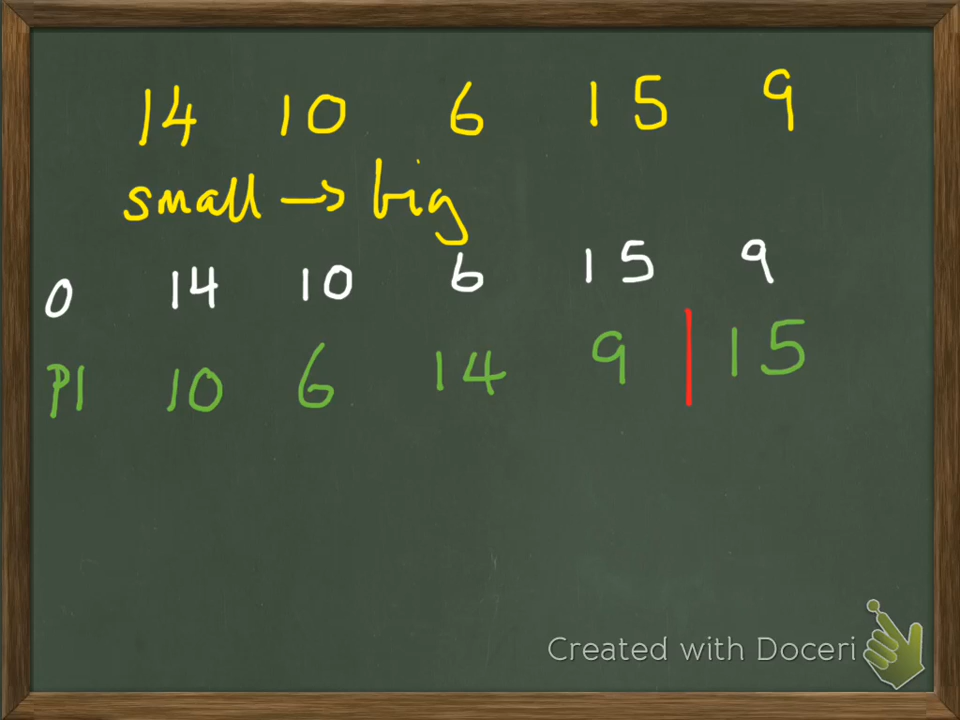 14 10 6 15 9
small → big
0 14 10 6 15 9
P1 10 6 14 9 | 15
Created with Doceri